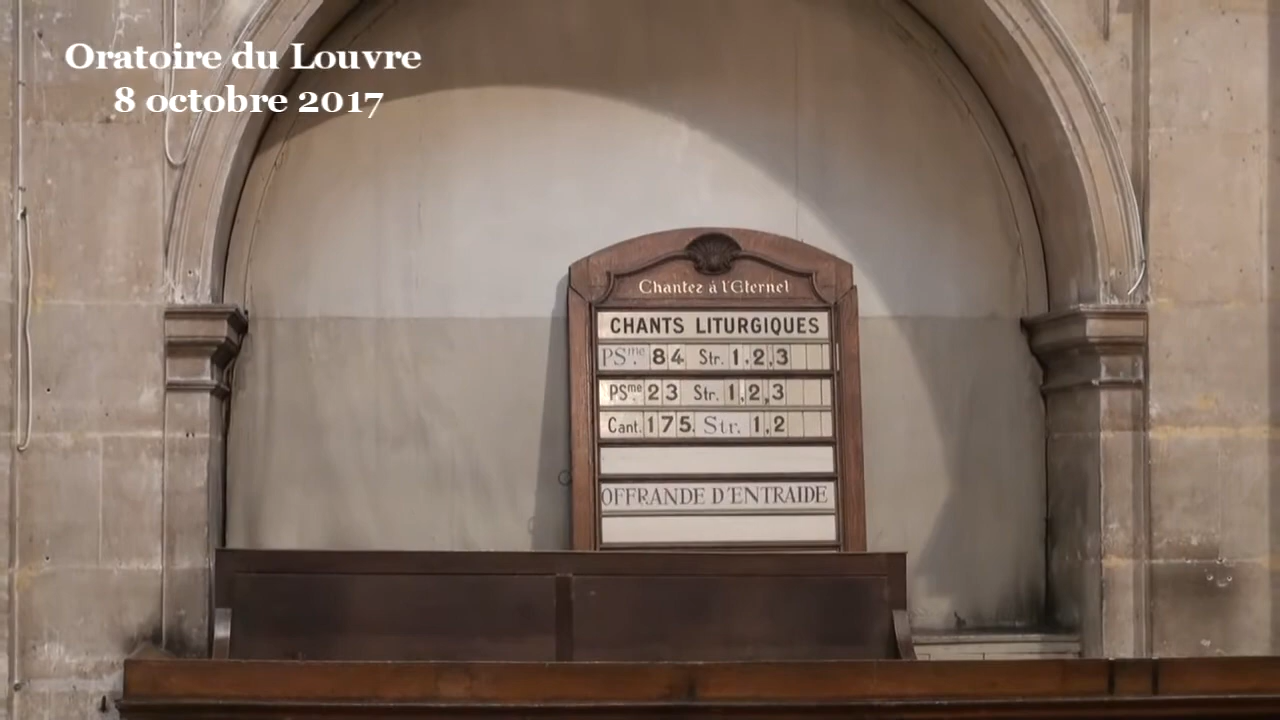 Oratoire du Louvre
8 octobre 2017
Chantez à l'Eternel
CHANTS LITURGIQUES
PSme. 84 Str. 1,2,3
PSme. 23 Str. 1,2,3
Cant. 175. Str. 1,2
OFFRANDE D'ENTRAIDE